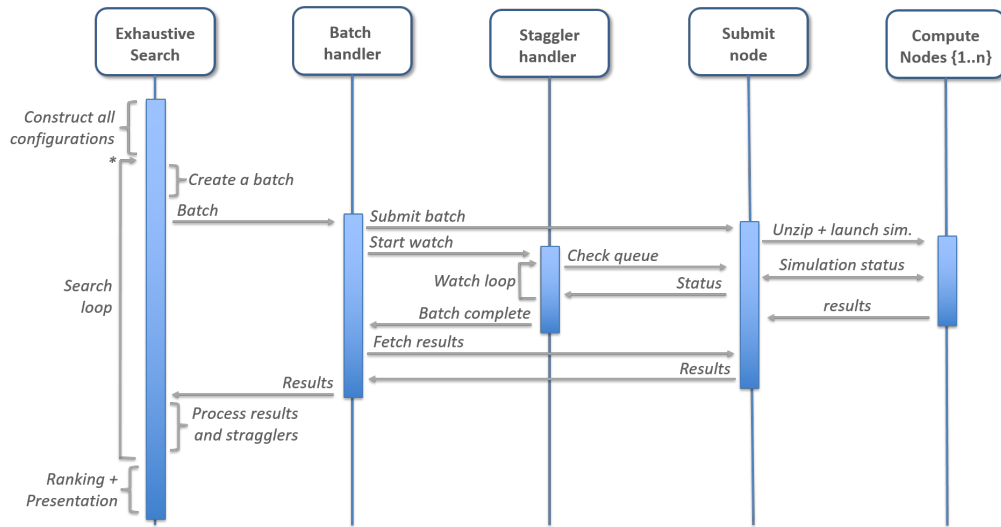 Exhaustive
Search
Batch
handler
Staggler
handler
Submit
node
Compute
Nodes {1..n}
Construct all
configurations
*
Create a batch
Batch
Submit batch
Unzip + launch sim.
Start watch
Check queue
Simulation status
Search
loop
Watch loop
Status
Batch complete
results
Fetch results
Results
Results
Process results
and stragglers
Ranking +
Presentation